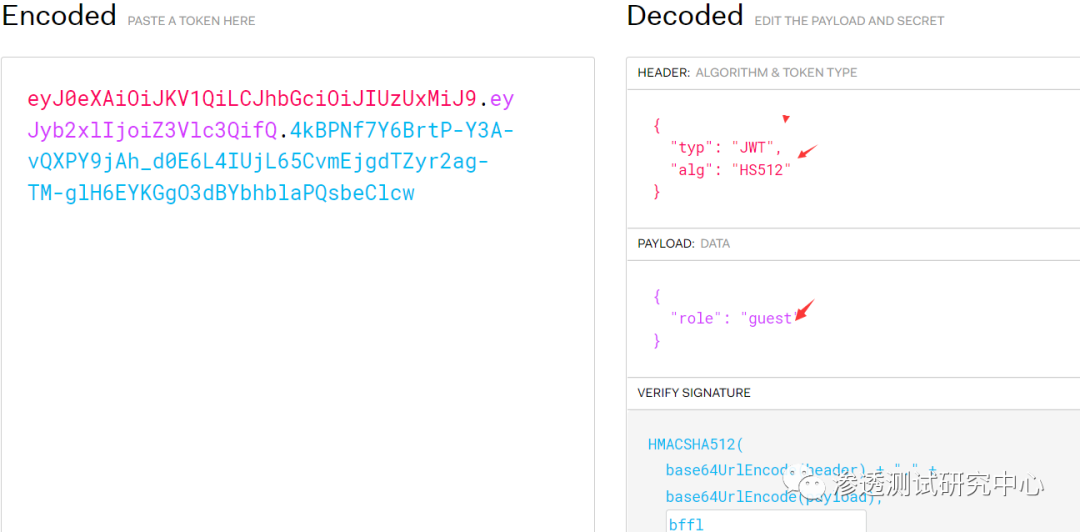 Encoded PASTE A TOKEN HERE
eyJ0eXAiOiJKV1QiLCJhbGciOiJIUzUxMiJ9.ey
Jyb2xlIjoiZ3Vlc3QifQ.4kBPNf7Y6BrtP-Y3A-
vQXPY9jAh_d0E6L4IUjL65CvmEjgdTZyr2ag-
TM-glH6EYKGgO3dBYbhblaPQsbeClcw
Decoded EDIT THE PAYLOAD AND SECRET
HEADER: ALGORITHM & TOKEN TYPE
{
"typ": "JWT",
"alg": "HS512"
}
PAYLOAD: DATA
{
"role": "guest"
}
VERIFY SIGNATURE
HMACSHA512(
base64UrlEncode(header) + "." +
base64UrlEncode(payload),
bffl
渗透测试研究中心